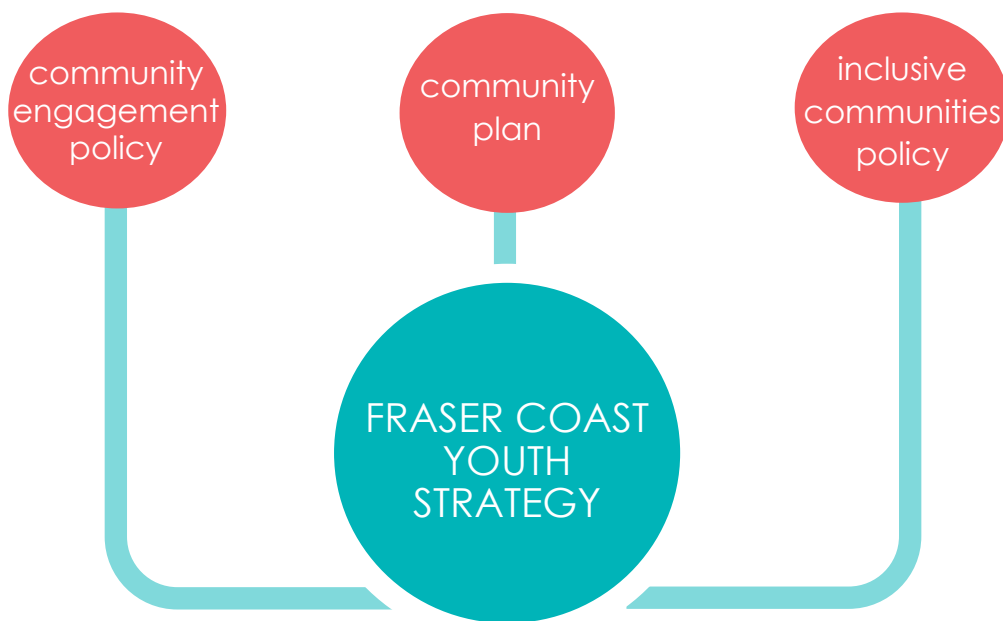 community
engagement
policy
community
plan
inclusive
communities
policy
FRASER COAST
YOUTH
STRATEGY